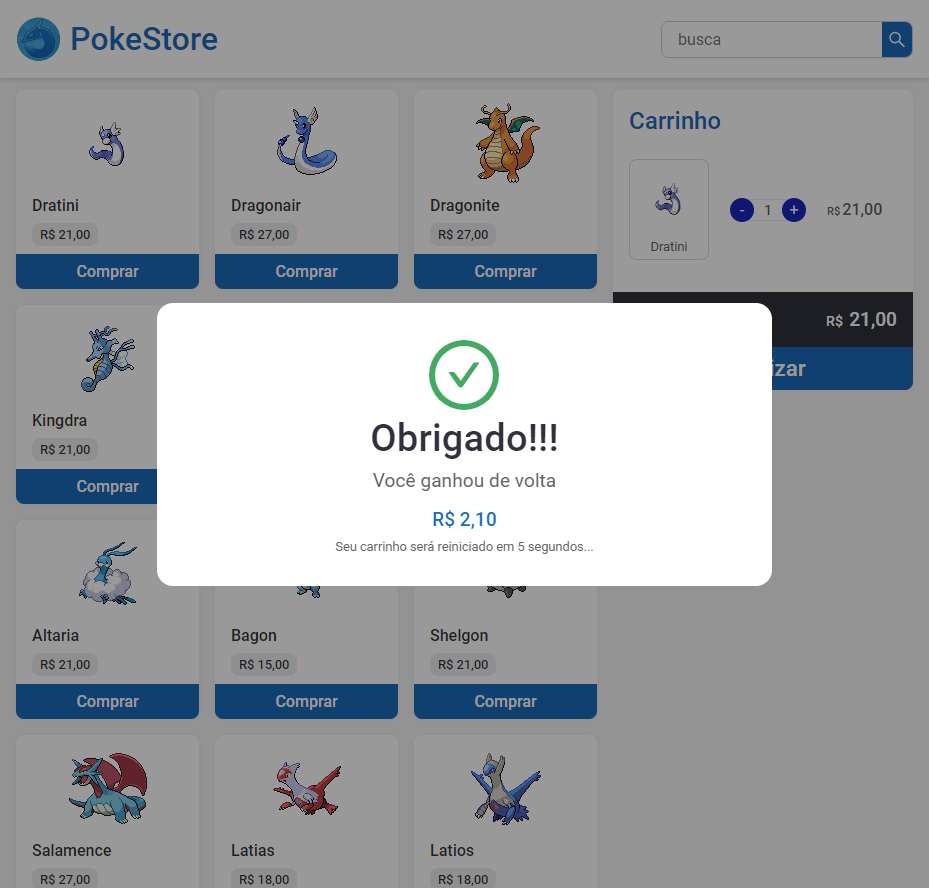 PokeStore
busca
Dratini
R$ 21,00
Comprar
Dragonair
R$ 27,00
Comprar
Dragonite
R$ 27,00
Comprar
Carrinho
Dratini
- 1 +
R$ 21,00
R$ 21,00
izar
Kingdra
R$ 21,00
Comprar
Obrigado!!!
Você ganhou de volta
R$ 2,10
Seu carrinho será reiniciado em 5 segundos...
Altaria
R$ 21,00
Comprar
Bagon
R$ 15,00
Comprar
Shelgon
R$ 21,00
Comprar
Salamence
R$ 27,00
Latias
R$ 18,00
Latios
R$ 18,00